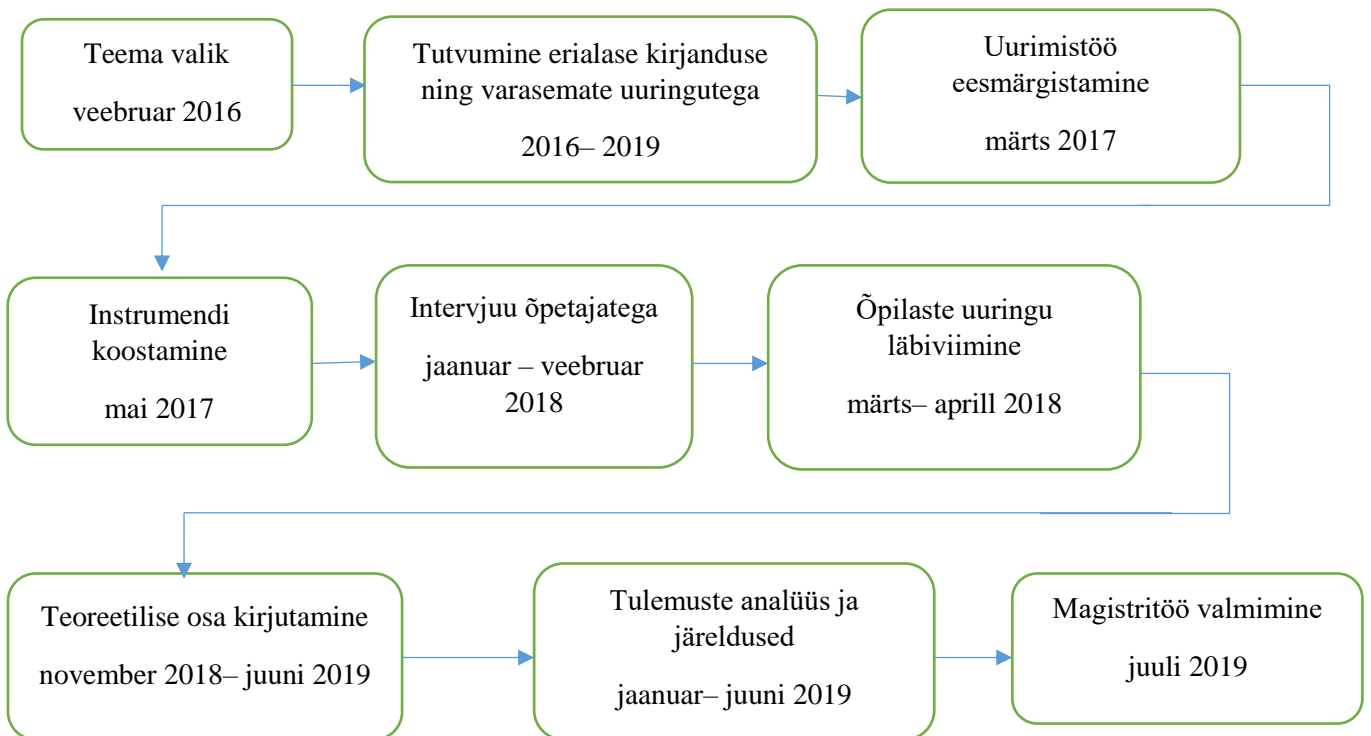 Teema valik
veebruar 2016
Tutvumine erialase kirjanduse
ning varasemate uuringutega
2016– 2019
Uurimistöö
eesmärgistamine
märts 2017
Instrumendi
koostamine
mai 2017
Intervjuu õpetajatega
jaanuar – veebruar
2018
Õpilaste uuringu
läbiviimine
märts– aprill 2018
Teoreetilise osa kirjutamine
november 2018– juuni 2019
Tulemuste analüüs ja
järeldused
jaanuar– juuni 2019
Magistritöö valmimine
juuli 2019